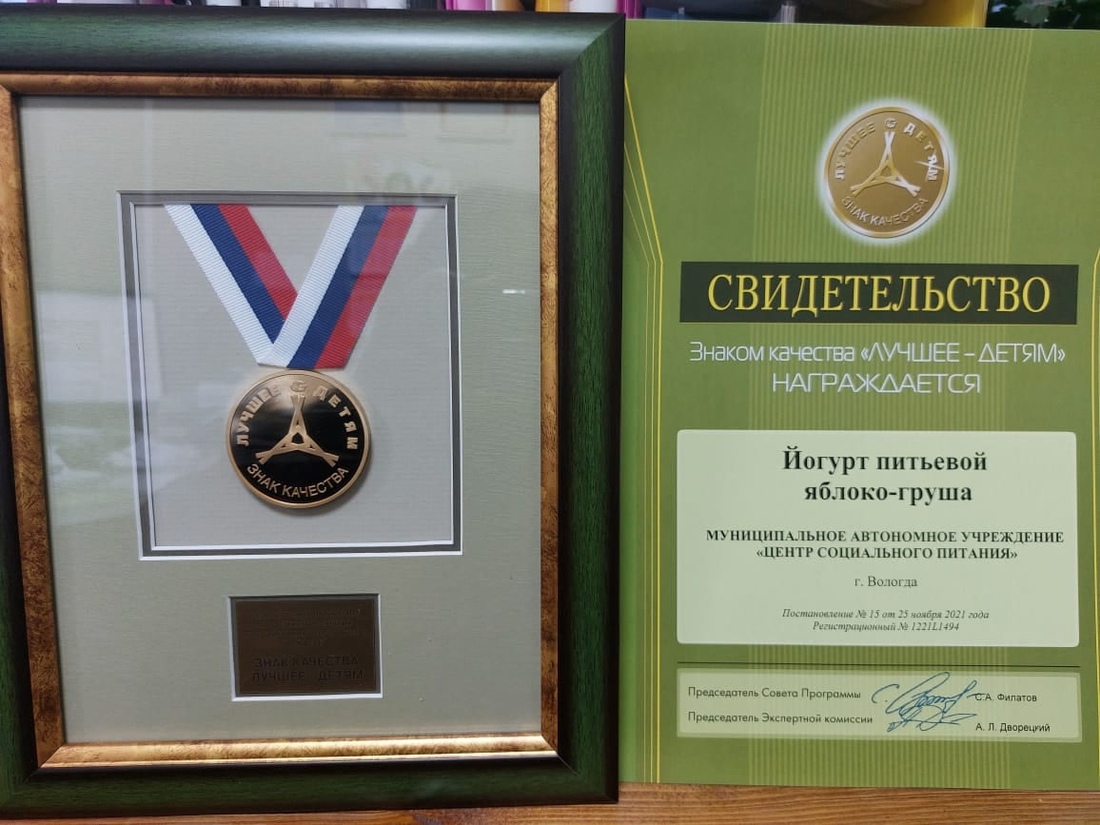 ЛУЧШЕЕ ДЕТЯМ
ЗНАК КАЧЕСТВА
ЗНАК КАЧЕСТВА
ЛУЧШЕЕ - ДЕТЯМ
ЛУЧШЕЕ ДЕТЯМ
ЗНАК КАЧЕСТВА
СВИДЕТЕЛЬСТВО
Знаком качества «ЛУЧШЕЕ – ДЕТЯМ»
НАГРАЖДАЕТСЯ
Йогурт питьевой
яблоко-груша
МУНИЦИПАЛЬНОЕ АВТОНОМНОЕ УЧРЕЖДЕНИЕ
«ЦЕНТР СОЦИАЛЬНОГО ПИТАНИЯ»
г. Вологда
Постановление № 15 от 25 ноября 2021 года
Регистрационный № 1221L1494
Председатель Совета Программы С.А. Филатов
Председатель Экспертной комиссии А. Л. Дворецкий